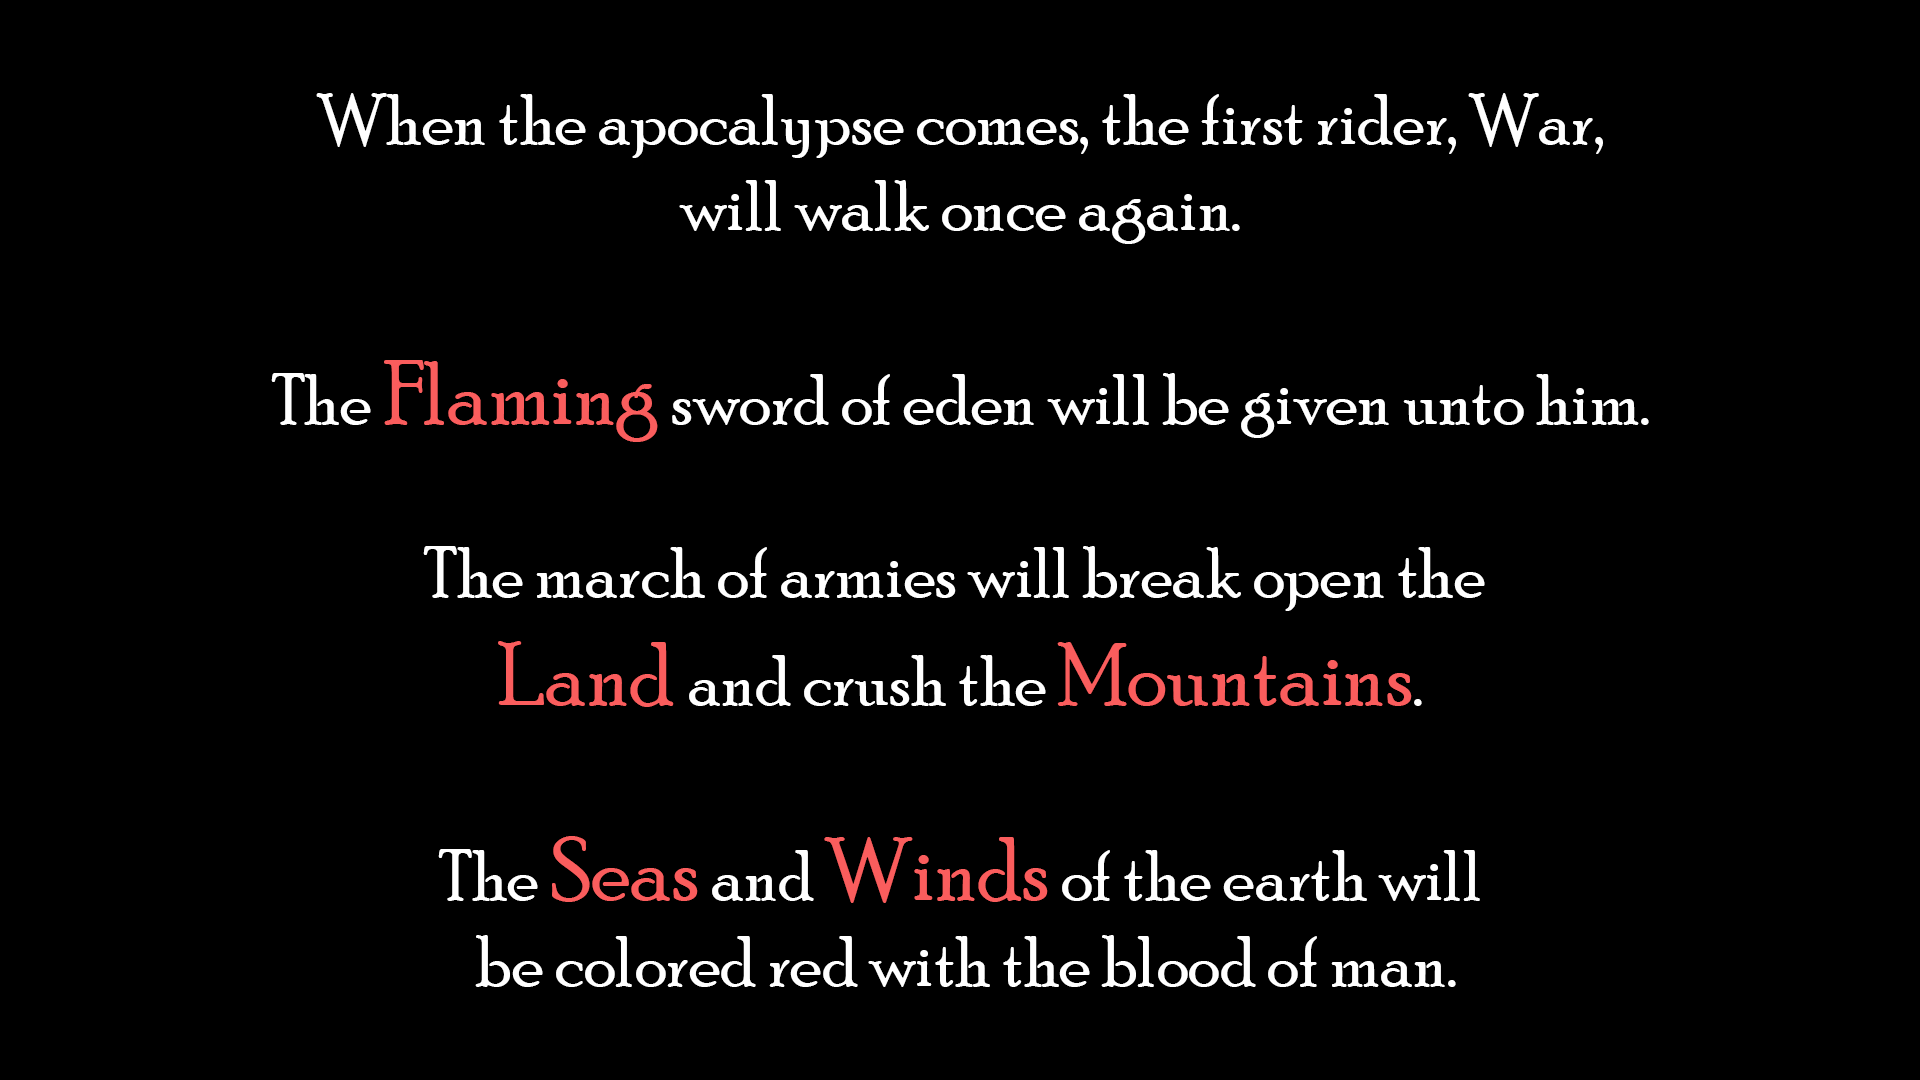 When the apocalypse comes, the first rider, War,
will walk once again.
The Flaming sword of eden will be given unto him.
The march of armies will break open the
Land and crush the Mountains.
The Seas and Winds of the earth will
be colored red with the blood of man.